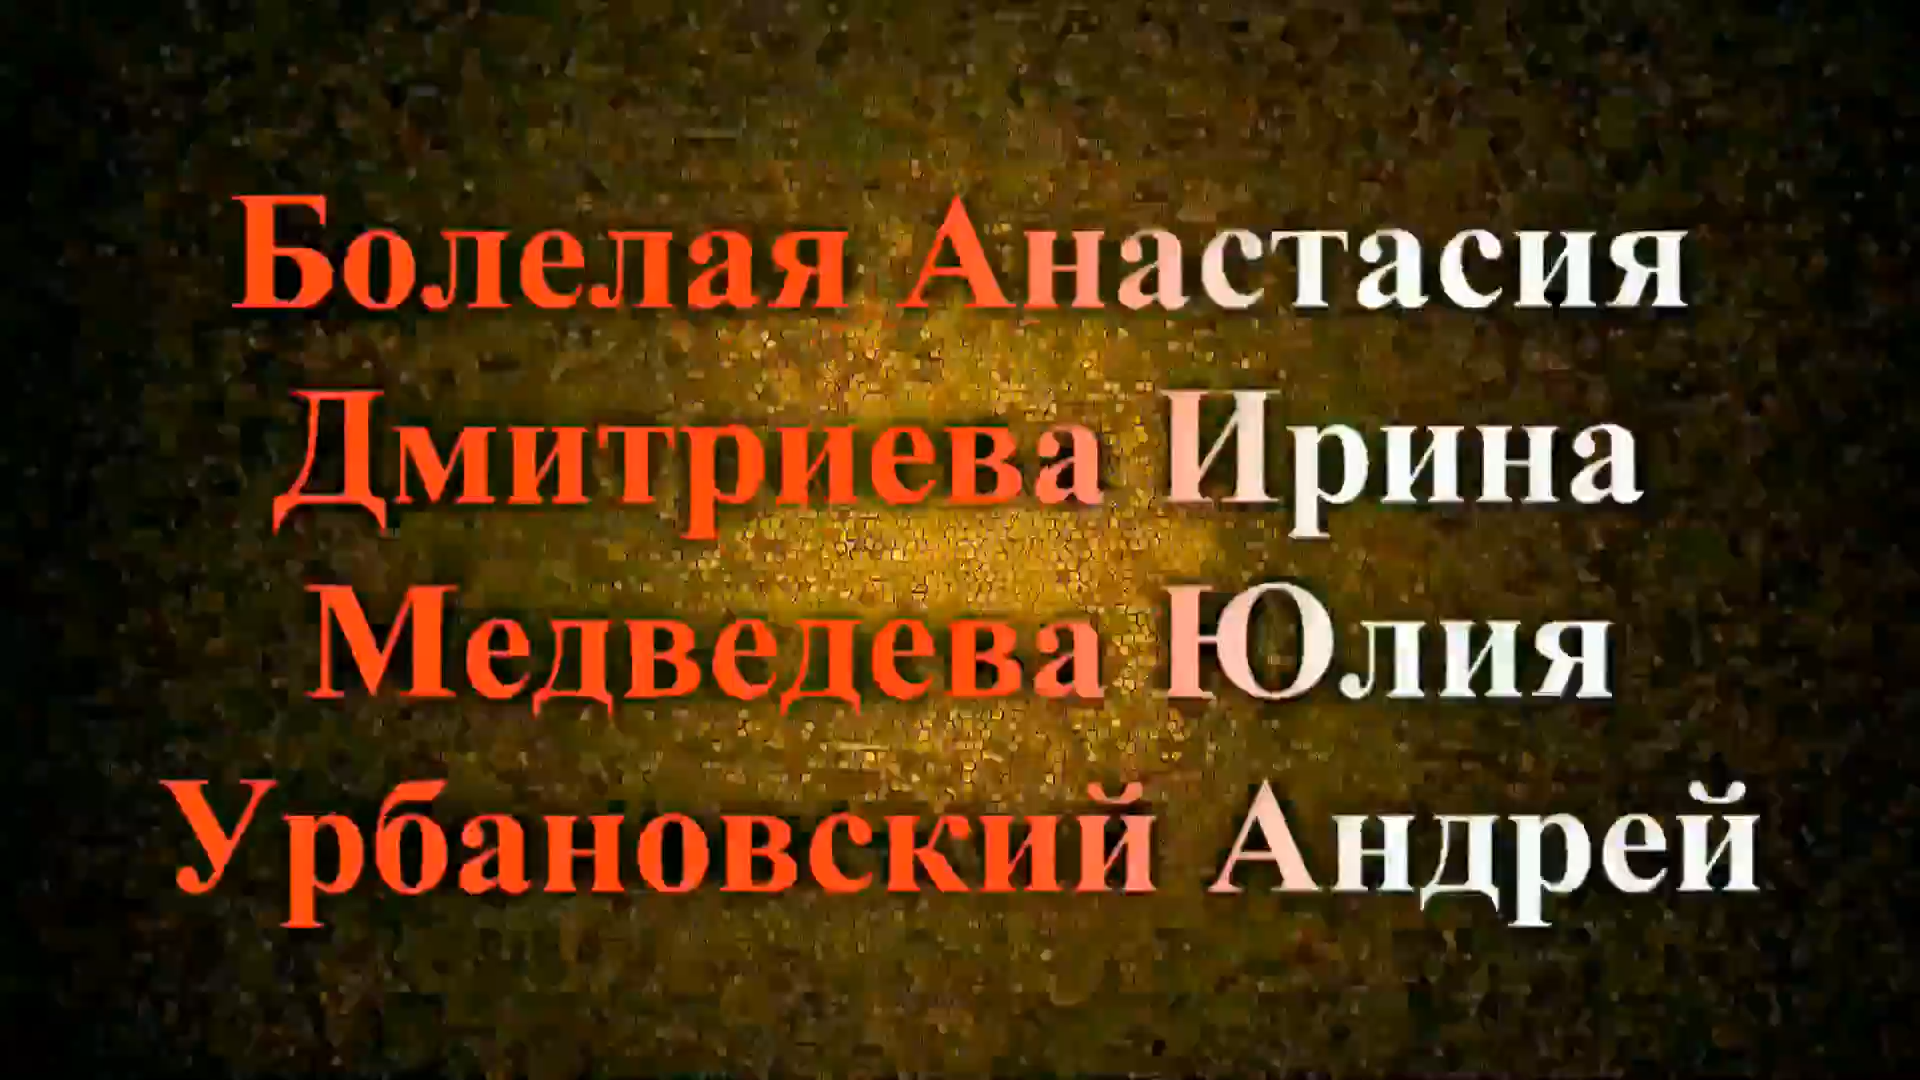 Болелая Анастасия
Дмитриева Ирина
Медведева Юлия
Урбановский Андрей